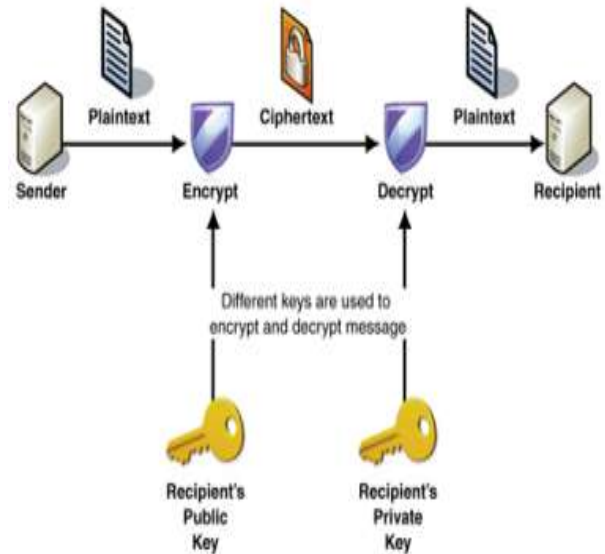 Plaintext
Ciphertext
Plaintext
Sender
Encrypt
Decrypt
Recipient
Different keys are used to
encrypt and decrypt message
Recipient's
Public
Key
Recipient's
Private
Key